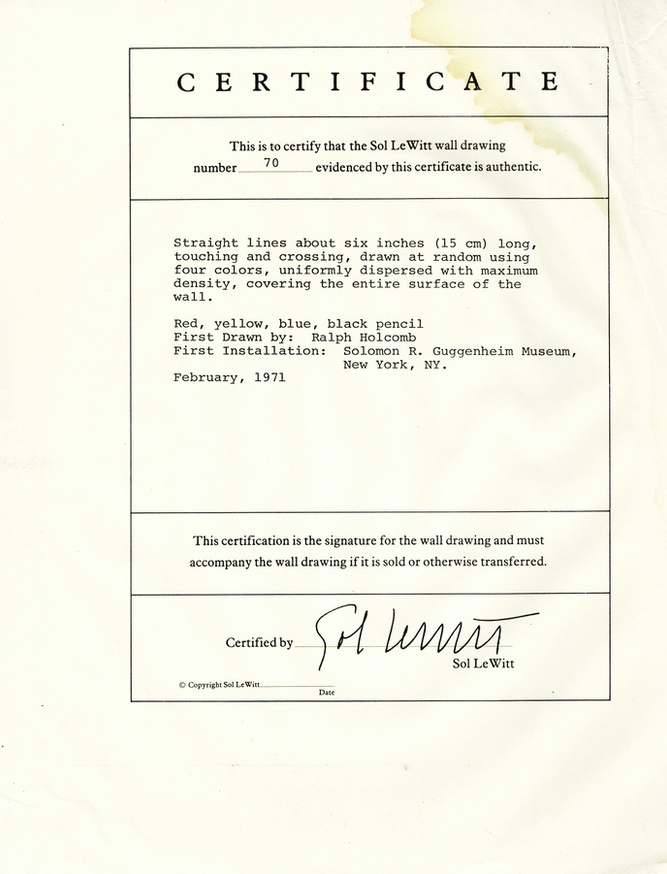 CERTIFICATE
This is to certify that the Sol LeWitt wall drawing
number 70 evidenced by this certificate is authentic.
Straight lines about six inches (15 cm) long,
touching and crossing, drawn at random using
four colors, uniformly dispersed with maximum
density, covering the entire surface of the
wall.
Red, yellow, blue, black pencil
First Drawn by: Ralph Holcomb
First Installation: Solomon R. Guggenheim Museum,
New York, NY.
February, 1971
This certification is the signature for the wall drawing and must
accompany the wall drawing if it is sold or otherwise transferred.
Certified by Sol LeWitt
Sol LeWitt
© Copyright Sol LeWitt
Date